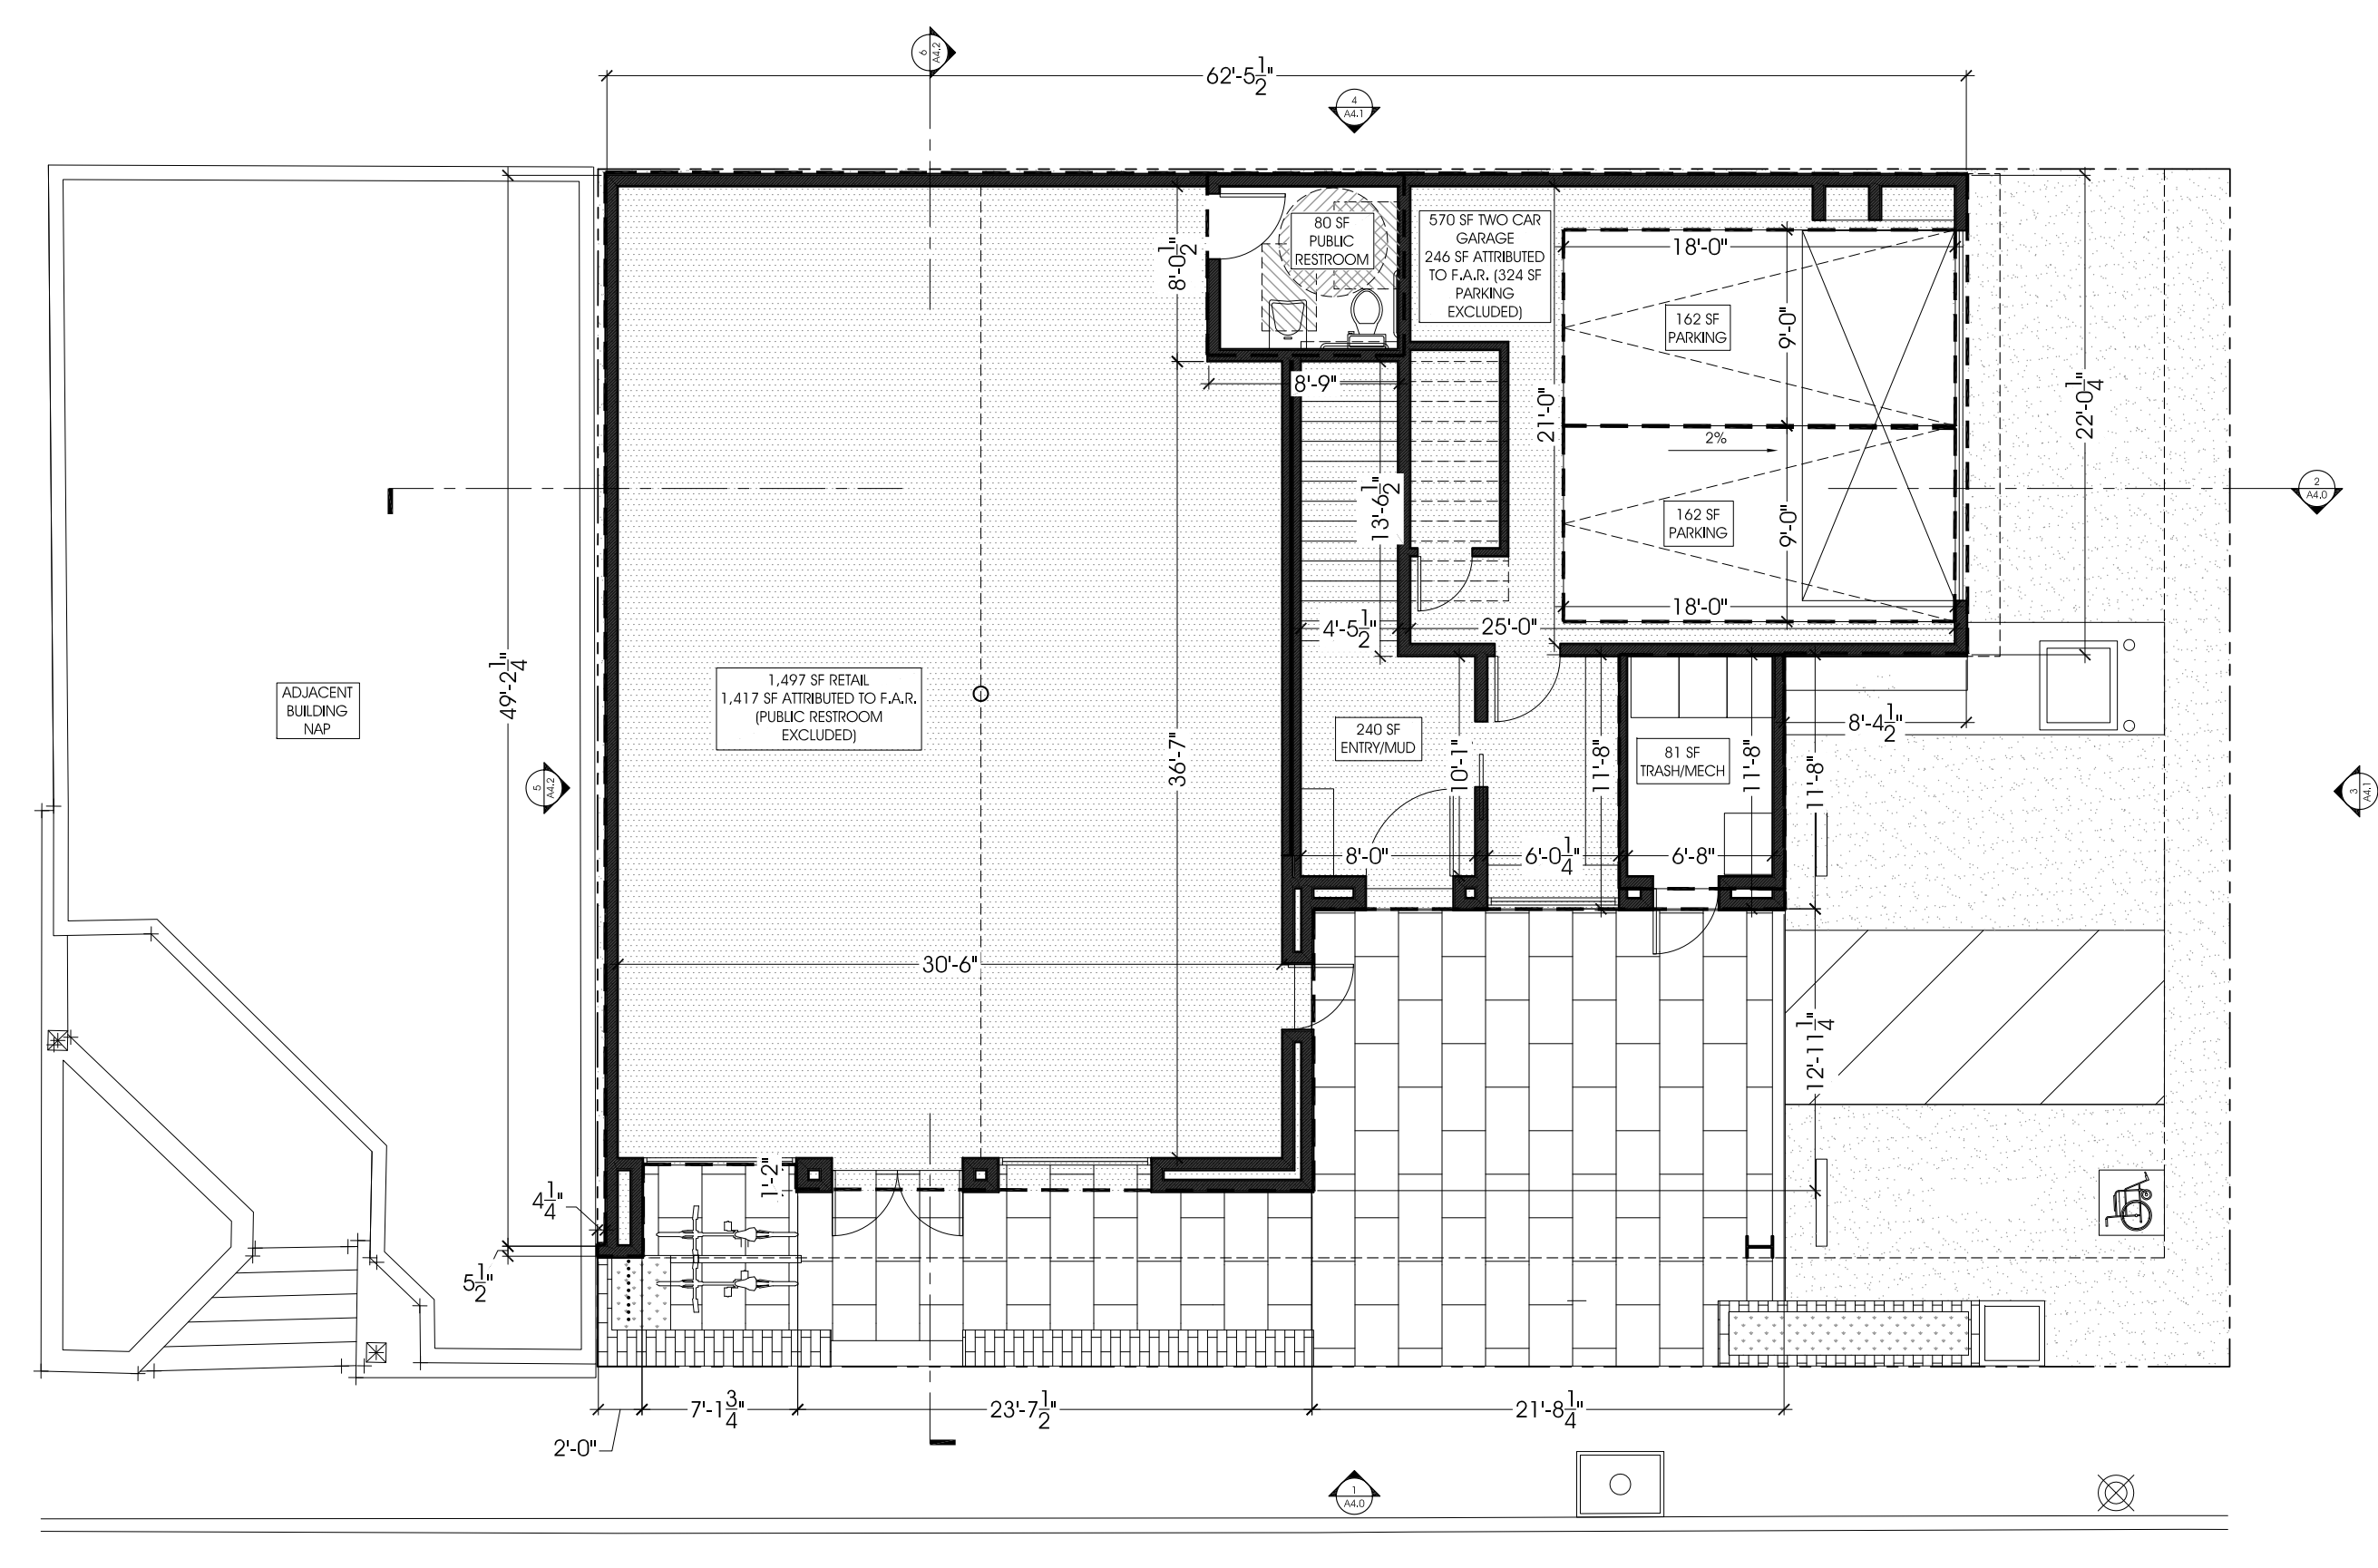 6
A4.2
62'-5 1/2"
4
A4.1
80 SF
PUBLIC
RESTROOM
570 SF TWO CAR
GARAGE
246 SF ATTRIBUTED
TO F.A.R. (324 SF
PARKING
EXCLUDED)
18'-0"
8'-0 1/2"
162 SF
PARKING
9'-0"
8'-9"
21'-0"
22'-0 1/4"
2%
13'-6 1/2"
162 SF
PARKING
9'-0"
2
A4.0
18'-0"
4'-5 1/2"
25'-0"
49'-2 1/4"
ADJACENT
BUILDING
NAP
1,497 SF RETAIL
1,417 SF ATTRIBUTED TO F.A.R.
(PUBLIC RESTROOM
EXCLUDED)
240 SF
ENTRY/MUD
8'-4 1/2"
81 SF
TRASH/MECH
36'-7"
10'-1"
11'-8"
11'-8"
11'-8"
5
A4.2
3
A4.1
8'-0"
6'-0 1/4"
6'-8"
30'-6"
12'-11 1/4"
1'-2"
4 1/4"
5 1/2"
7'-1 3/4"
23'-7 1/2"
21'-8 1/4"
2'-0"
1
A4.0